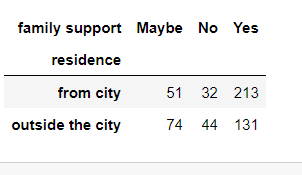 family support Maybe No Yes
residence
from city 51 32 213
outside the city 74 44 131